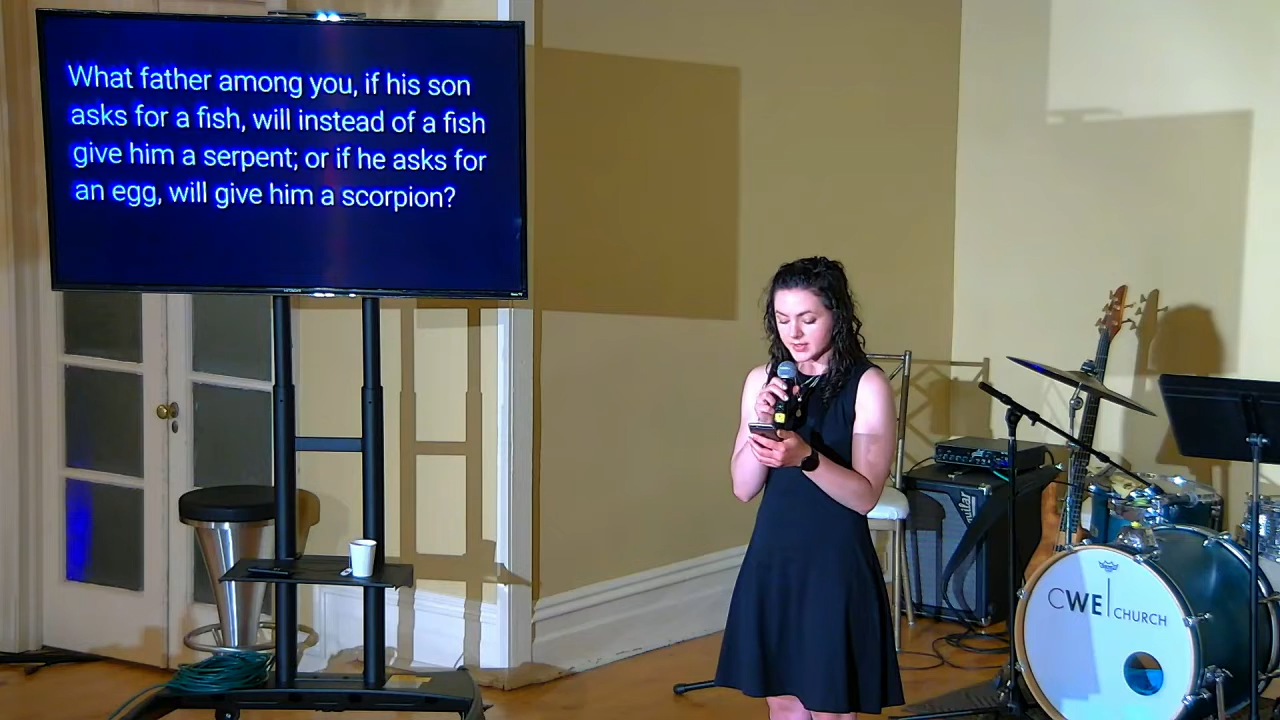 What father among you, if his son
asks for a fish, will instead of a fish
give him a serpent; or if he asks for
an egg, will give him a scorpion?
CWE CHURCH